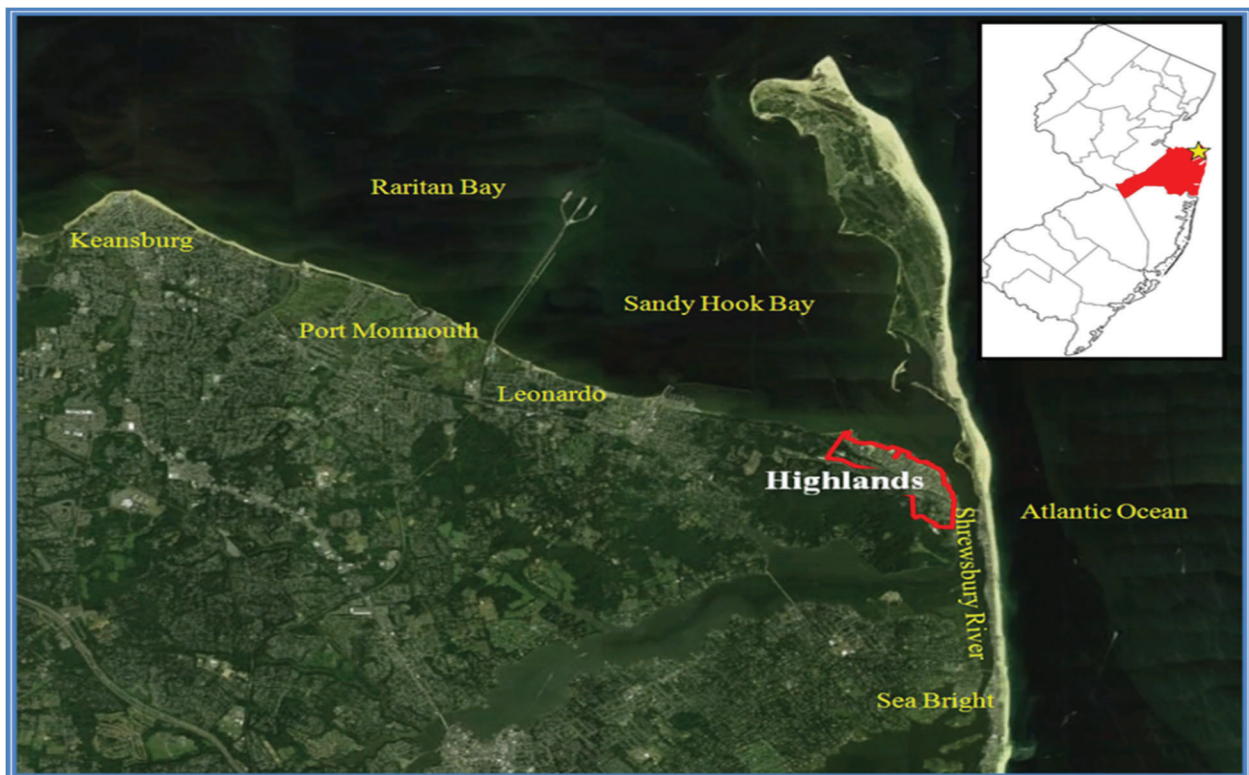 Raritan Bay
Keansburg
Sandy Hook Bay
Port Monmouth
Leonardo
Highlands
Atlantic Ocean
Shrewsbury River
Sea Bright